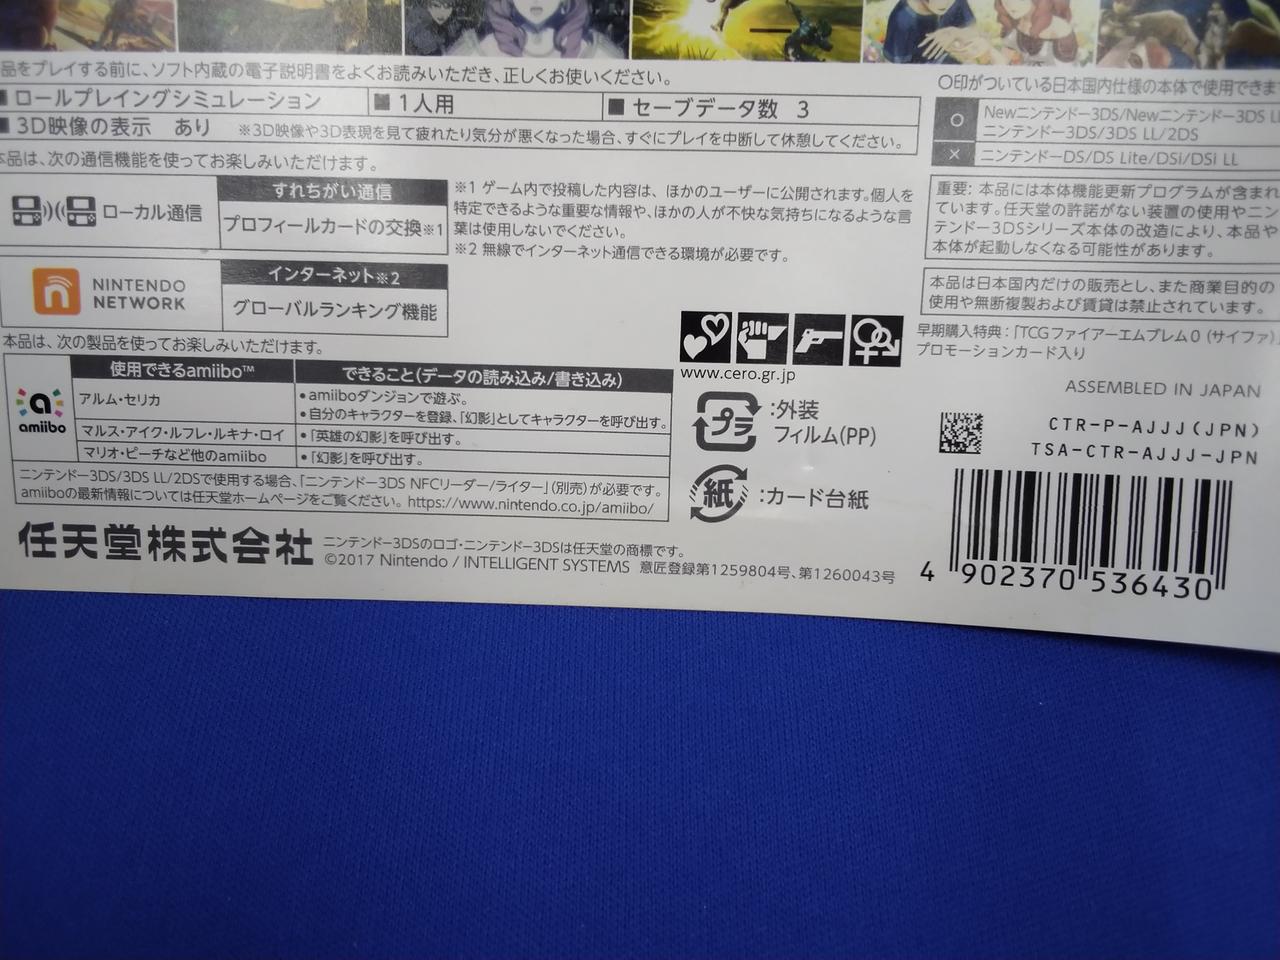 品をプレイする前に、ソフト内蔵の電子説明書をよくお読みいただき、正しくお使いください。
■ロールプレイングシミュレーション
■1人用
■セーブデータ数 3
■3D映像の表示 あり ※3D映像や3D表現を見て疲れたり気分が悪くなった場合、すぐにプレイを中断して休憩してください。
本品は、次の通信機能を使ってお楽しみいただけます。
ローカル通信
すれちがい通信
プロフィールカードの交換※1
NINTENDO
NETWORK
インターネット※2
グローバルランキング機能
※1 ゲーム内で投稿した内容は、ほかのユーザーに公開されます。個人を
特定できるような重要な情報や、ほかの人が不快な気持ちになるような言
葉は使用しないでください。
※2 無線でインターネット通信できる環境が必要です。
本品は、次の製品を使ってお楽しみいただけます。
amiibo
使用できるamiibo™
できること(データの読み込み/書き込み)
アルム・セリカ
•amiiboダンジョンで遊ぶ。
•自分のキャラクターを登録、「幻影」としてキャラクターを呼び出す。
マルス・アイク・ルフレ・ルキナ・ロイ
•「英雄の幻影」を呼び出す。
マリオ・ピーチなど他のamiibo
•「幻影」を呼び出す。
ニンテンドー3DS/3DS LL/2DSで使用する場合、「ニンテンドー3DS NFCリーダー/ライター」(別売)が必要です。
amiiboの最新情報については任天堂ホームページをご覧ください。https://www.nintendo.co.jp/amiibo/
任天堂株式会社
ニンテンドー3DSのロゴ・ニンテンドー3DSは任天堂の商標です。
©2017 Nintendo / INTELLIGENT SYSTEMS 意匠登録第1259804号、第1260043号
www.cero.gr.jp
プラ
:外装
フィルム(PP)
紙
:カード台紙
○印がついている日本国内仕様の本体で使用できま
○
Newニンテンドー3DS/Newニンテンドー3DS LL
ニンテンドー3DS/3DS LL/2DS
×
ニンテンドーDS/DS Lite/DSi/DSi LL
重要: 本品には本体機能更新プログラムが含まれ
ています。任天堂の許諾がない装置の使用やニン
テンドー3DSシリーズ本体の改造により、本品や
本体が起動しなくなる可能性があります。
本品は日本国内だけの販売とし、また商業目的の
使用や無断複製および賃貸は禁止されています。
早期購入特典:「TCGファイアーエムブレム0(サイファ)」
プロモーションカード入り
ASSEMBLED IN JAPAN
CTR-P-AJJJ(JPN)
TSA-CTR-AJJJ-JPN
4 902370 536430